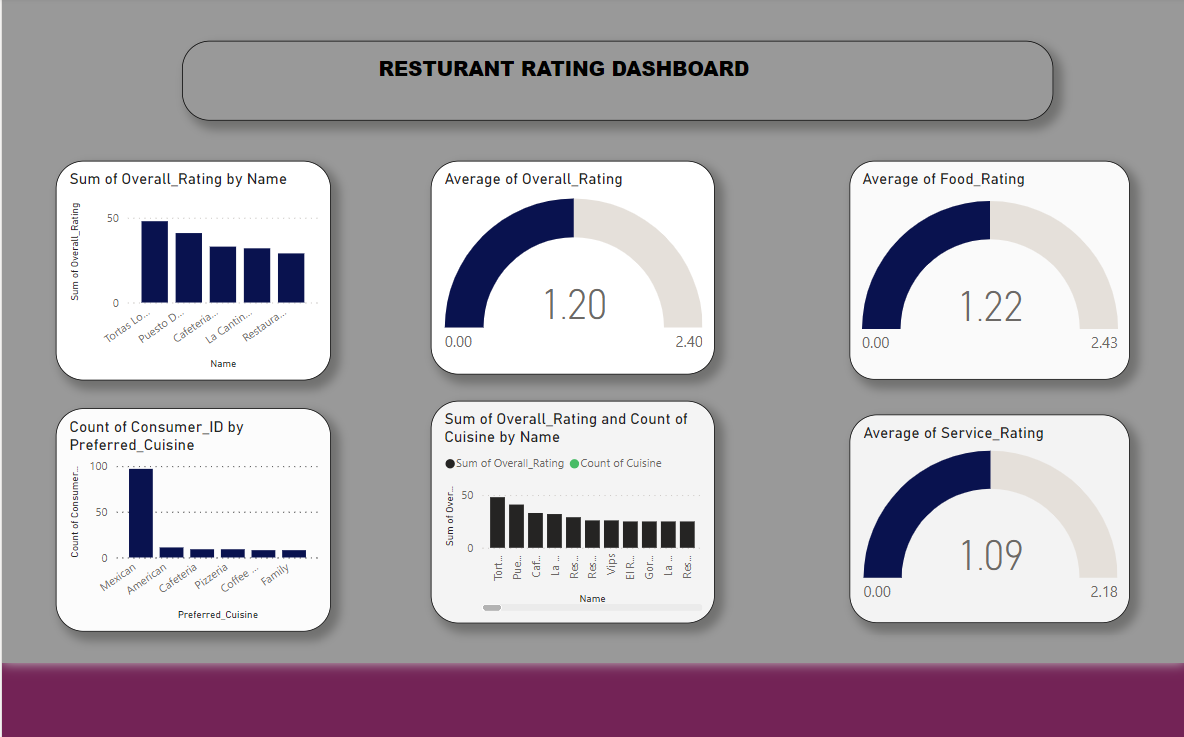 RESTURANT RATING DASHBOARD
Sum of Overall_Rating by Name
Sum of Overall_Rating
50
0
Tortas Lo...
Puesto D...
Cafeteria...
La Cantin...
Restaura...
Name
Average of Overall_Rating
1.20
0.00
2.40
Average of Food_Rating
1.22
0.00
2.43
Count of Consumer_ID by
Preferred_Cuisine
Count of Consumer...
100
50
0
Mexican
American
Cafeteria
Pizzeria
Coffee ...
Family
Preferred_Cuisine
Sum of Overall_Rating and Count of
Cuisine by Name
Sum of Overall_Rating
Count of Cuisine
Sum of Over...
50
0
Tort...
Pue...
Caf...
La ...
Res...
Res...
Vips
El R...
Gor...
La ...
Res...
Name
Average of Service_Rating
1.09
0.00
2.18